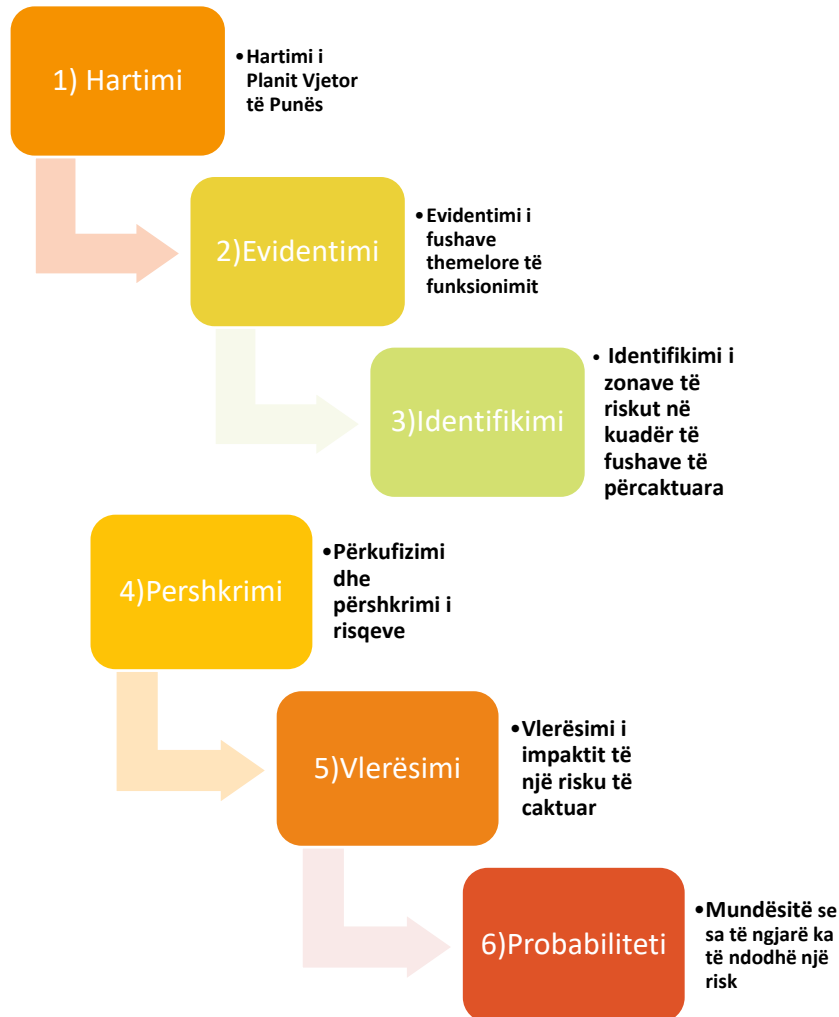 1) Hartimi
•Hartimi i
Planit Vjetor
të Punës
2)Evidentimi
•Evidentimi i
fushave
themelore të
funksionimit
3)Identifikimi
• Identifikimi i
zonave të
riskut në
kuadër të
fushave të
përcaktuara
4)Pershkrimi
•Përkufizimi
dhe
përshkrimi i
risqeve
5)Vlerësimi
•Vlerësimi i
impaktit të
një risku të
caktuar
6)Probabiliteti
•Mundësitë se
sa të ngjarë ka
të ndodhë një
risk